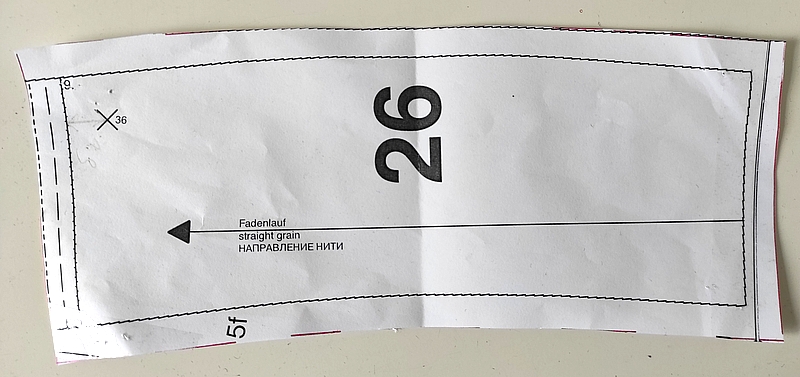 9.
36
26
Fadenlauf
straight grain
НАПРАВЛЕНИЕ НИТИ
5f